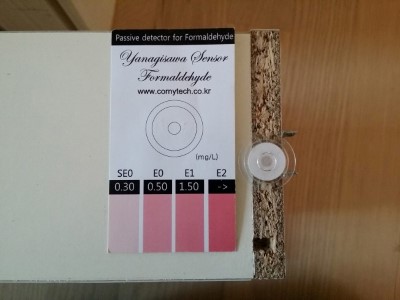 Passive detector for Formaldehyde
Yanagisawa Sensor
Formaldehyde
www.comytech.co.kr
(mg/L)
SE0 E0 E1 E2
0.30 0.50 1.50 ->